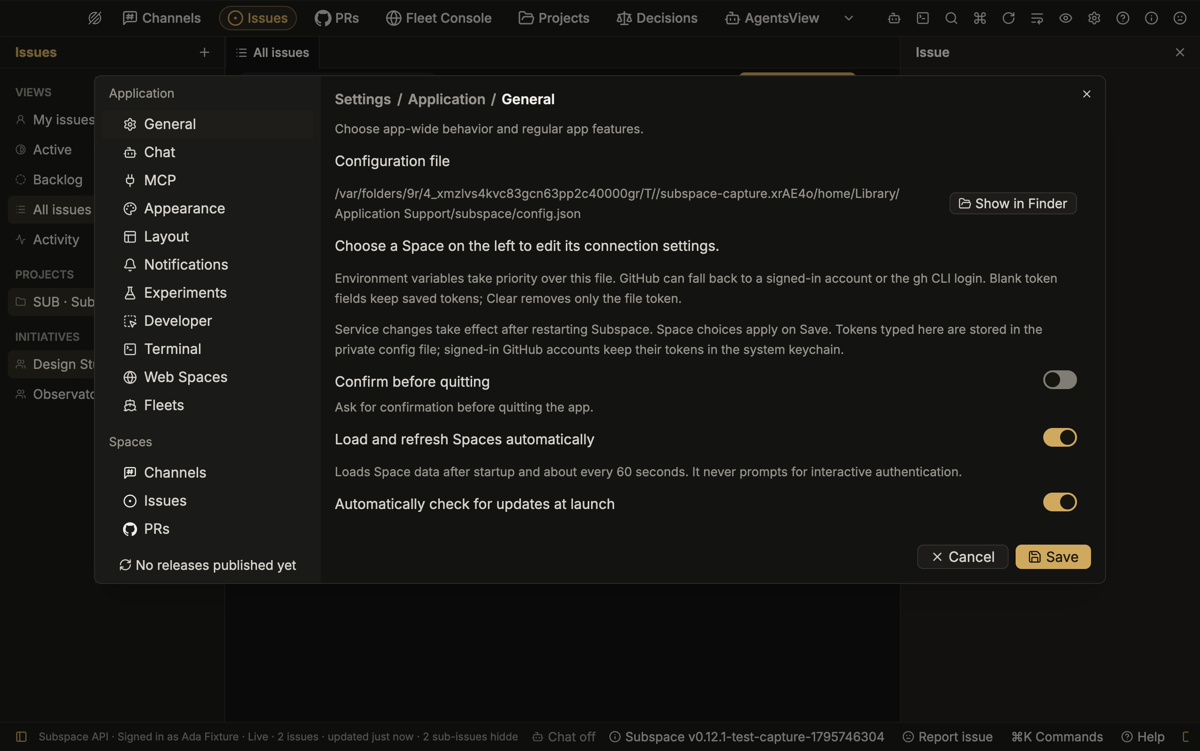 Channels
Issues
PRs
Fleet Console
Projects
Decisions
AgentsView
Issues
All issues
Issue
VIEWS
My issues
Active
Backlog
All issues
Activity
PROJECTS
SUB · Sub
INITIATIVES
Design Stu
Observato
Application
General
Chat
MCP
Appearance
Layout
Notifications
Experiments
Developer
Terminal
Web Spaces
Fleets
Spaces
Channels
Issues
PRs
No releases published yet
Settings / Application / General
Choose app-wide behavior and regular app features.
Configuration file
/var/folders/9r/4_xmzlvs4kvc83gcn63pp2c40000gr/T//subspace-capture.xrAE4o/home/Library/
Application Support/subspace/config.json
Show in Finder
Choose a Space on the left to edit its connection settings.
Environment variables take priority over this file. GitHub can fall back to a signed-in account or the gh CLI login. Blank token
fields keep saved tokens; Clear removes only the file token.
Service changes take effect after restarting Subspace. Space choices apply on Save. Tokens typed here are stored in the
private config file; signed-in GitHub accounts keep their tokens in the system keychain.
Confirm before quitting
Ask for confirmation before quitting the app.
Load and refresh Spaces automatically
Loads Space data after startup and about every 60 seconds. It never prompts for interactive authentication.
Automatically check for updates at launch
Cancel
Save
Subspace API · Signed in as Ada Fixture · Live · 2 issues · updated just now · 2 sub-issues hidde
Chat off
Subspace v0.12.1-test-capture-1795746304
Report issue
⌘K Commands
Help